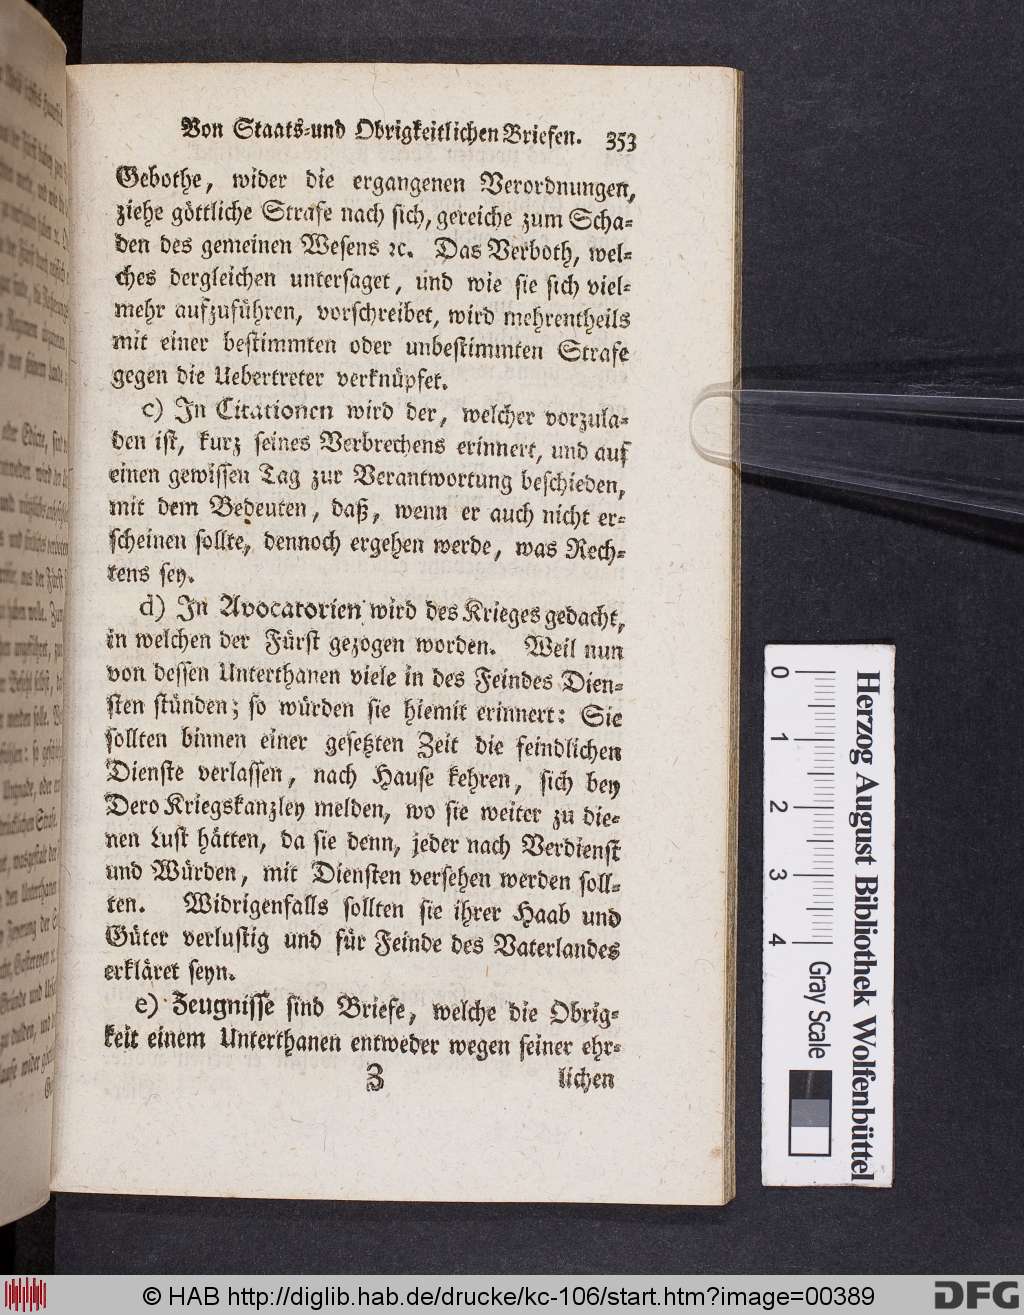 Von Staats-und Obrigkeitlichen Briefen. 353
Gebothe, wider die ergangenen Verordnungen,
ziehe göttliche Strafe nach sich, gereiche zum Scha-
den des gemeinen Wesens ꝛc. Das Verboth, wel-
ches dergleichen untersaget, und wie sie sich viel-
mehr aufzuführen, vorschreibet, wird mehrentheils
mit einer bestimmten oder unbestimmten Strafe
gegen die Uebertreter verknüpfet.
c) In Citationen wird der, welcher vorzula-
den ist, kurz seines Verbrechens erinnert, und auf
einen gewissen Tag zur Verantwortung beschieden,
mit dem Bedeuten, daß, wenn er auch nicht er-
scheinen sollte, dennoch ergehen werde, was Rech-
tens sey.
d) In Avocatorien wird des Krieges gedacht,
in welchen der Fürst gezogen worden. Weil nun
von dessen Unterthanen viele in des Feindes Dien-
sten stünden; so würden sie hiemit erinnert: Sie
sollten binnen einer gesetzten Zeit die feindlichen
Dienste verlassen, nach Hause kehren, sich bey
Dero Kriegskanzley melden, wo sie weiter zu die-
nen Lust hätten, da sie denn, jeder nach Verdienst
und Würden, mit Diensten versehen werden soll-
ten. Widrigenfalls sollten sie ihrer Haab und
Güter verlustig und für Feinde des Vaterlandes
erkläret seyn.
e) Zeugnisse sind Briefe, welche die Obrig-
keit einem Unterthanen entweder wegen seiner ehr-
Z lichen
0 1 2 3 4
Gray Scale
Herzog August Bibliothek Wolfenbüttel
© HAB http://diglib.hab.de/drucke/kc-106/start.htm?image=00389
DFG